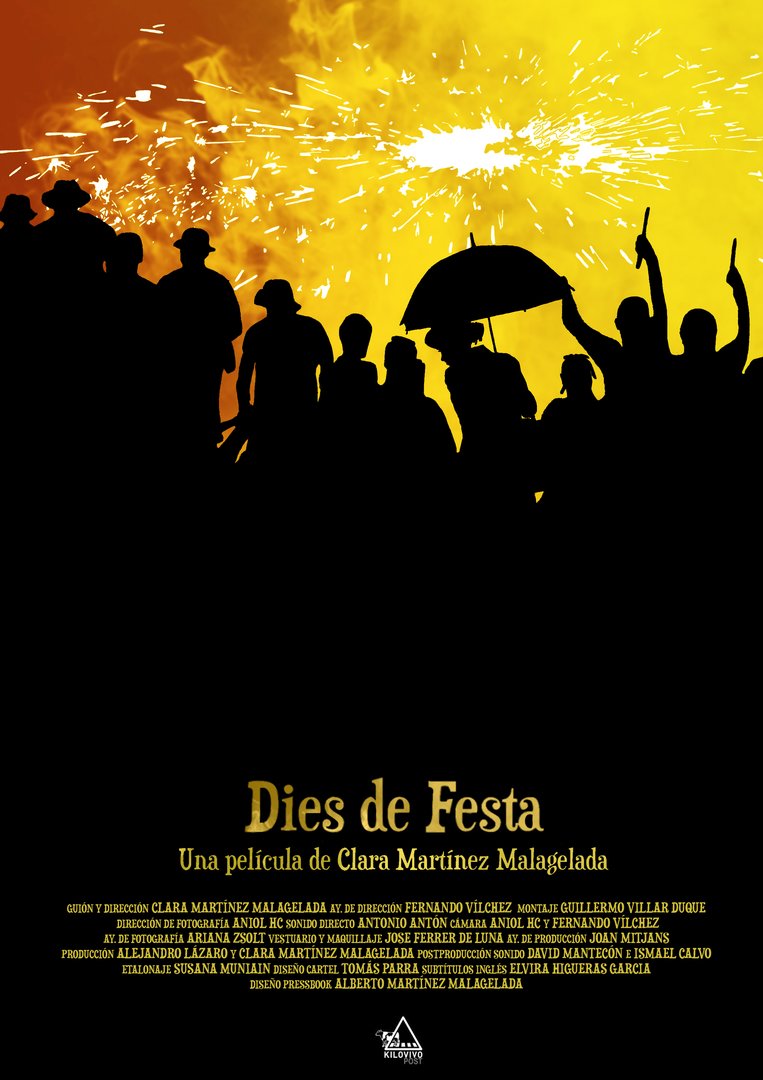 Dies de Festa
Una película de Clara Martínez Malagelada
GUIÓN Y DIRECCIÓN CLARA MARTÍNEZ MALAGELADA AY. DE DIRECCIÓN FERNANDO VÍLCHEZ MONTAJE GUILLERMO VILLAR DUQUE
DIRECCIÓN DE FOTOGRAFÍA ANIOL HC SONIDO DIRECTO ANTONIO ANTÓN CÁMARA ANIOL HC Y FERNANDO VÍLCHEZ
AY. DE FOTOGRAFÍA ARIANA ZSOLT VESTUARIO Y MAQUILLAJE JOSE FERRER DE LUNA AY. DE PRODUCCIÓN JOAN MITJANS
PRODUCCIÓN ALEJANDRO LÁZARO Y CLARA MARTÍNEZ MALAGELADA POSTPRODUCCIÓN SONIDO DAVID MANTECÓN E ISMAEL CALVO
ETALONAJE SUSANA MUNIAIN DISEÑO CARTEL TOMÁS PARRA SUBTÍTULOS INGLÉS ELVIRA HIGUERAS GARCIA
DISEÑO PRESSBOOK ALBERTO MARTÍNEZ MALAGELADA
KILOVIVO
POST